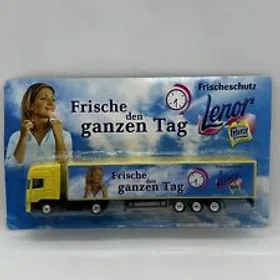 Frische
den
ganzen Tag
Frischeschutz
Lenor
Frische
den
ganzen Tag
Lenor